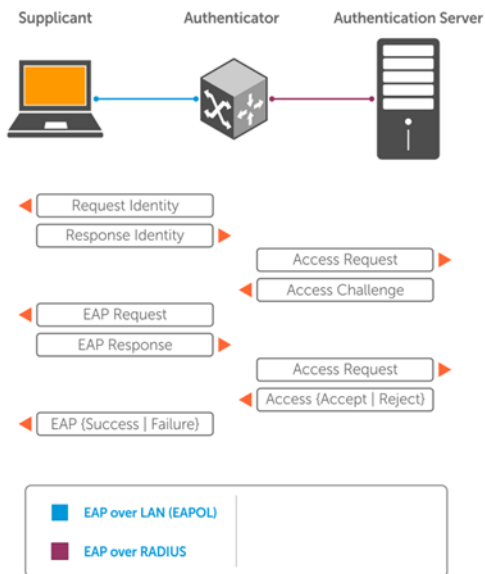 Supplicant
Authenticator
Authentication Server
Request Identity
Response Identity
Access Request
Access Challenge
EAP Request
EAP Response
Access Request
Access {Accept | Reject}
EAP {Success | Failure}
EAP over LAN (EAPOL)
EAP over RADIUS